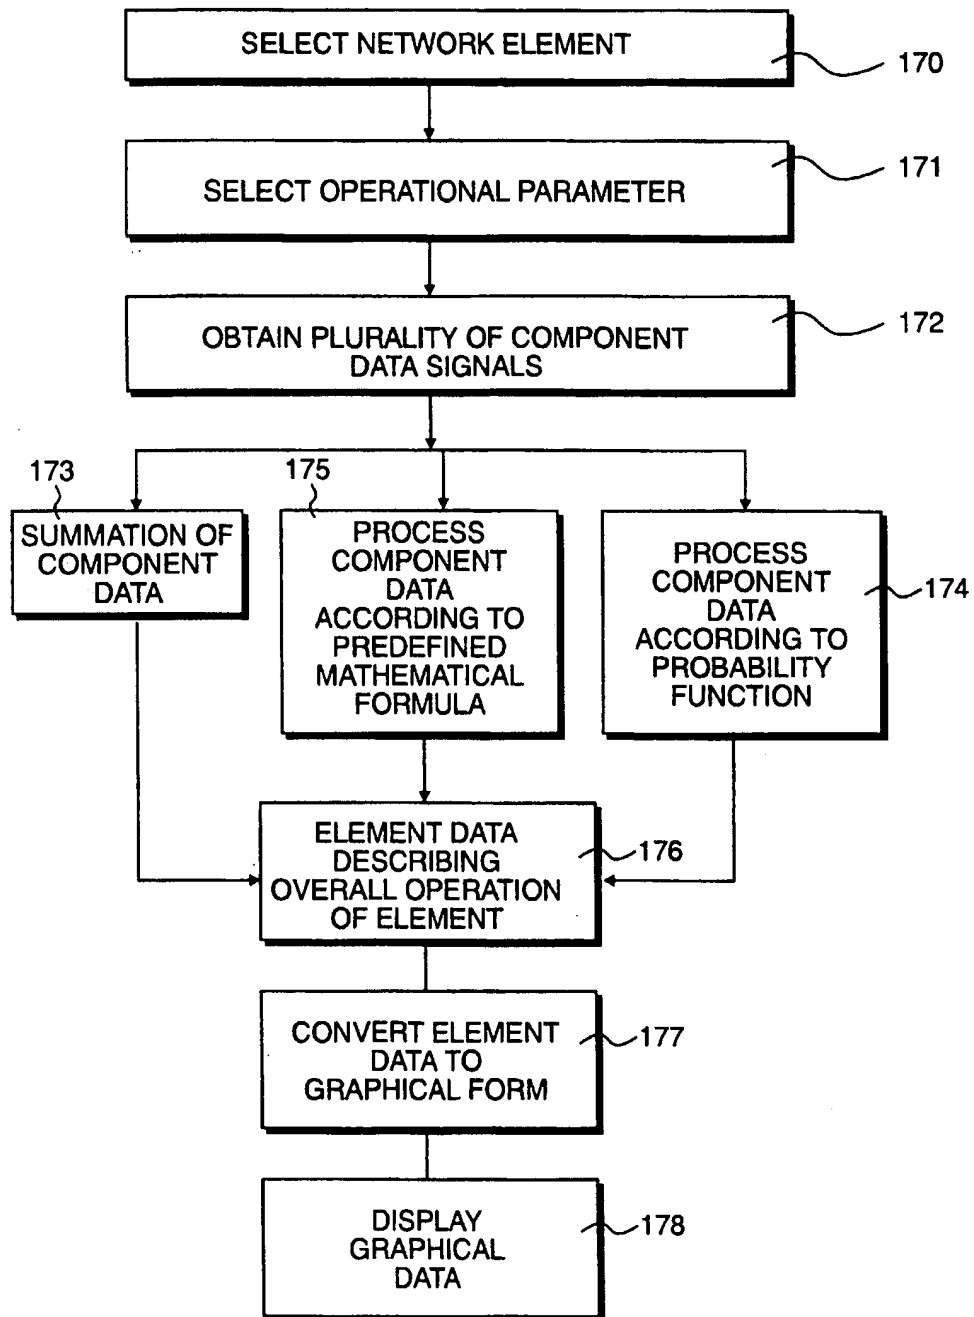 SELECT NETWORK ELEMENT
170
SELECT OPERATIONAL PARAMETER
171
OBTAIN PLURALITY OF COMPONENT
DATA SIGNALS
172
173
SUMMATION OF
COMPONENT
DATA
175
PROCESS
COMPONENT
DATA
ACCORDING TO
PREDEFINED
MATHEMATICAL
FORMULA
PROCESS
COMPONENT
DATA
ACCORDING TO
PROBABILITY
FUNCTION
174
ELEMENT DATA
DESCRIBING
OVERALL OPERATION
OF ELEMENT
176
CONVERT ELEMENT
DATA TO
GRAPHICAL FORM
177
DISPLAY
GRAPHICAL
DATA
178